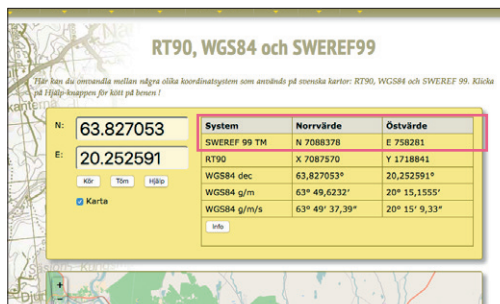 RT90, WGS84 och SWEREF99
Här kan du omvandla mellan några olika koordinatsystem som används på svenska kartor: RT90, WGS84 och SWEREF 99. Klicka
på Hjälp-knappen för kött på benen !
N: 63.827053
E: 20.252591
Kör Töm Hjälp
Karta
System Norrvärde Östvärde
SWEREF 99 TM N 7088378 E 758281
RT90 X 7087570 Y 1718841
WGS84 dec 63,827053° 20,252591°
WGS84 g/m 63° 49,6232' 20° 15,1555'
WGS84 g/m/s 63° 49' 37,39" 20° 15' 9,33"
Info
+